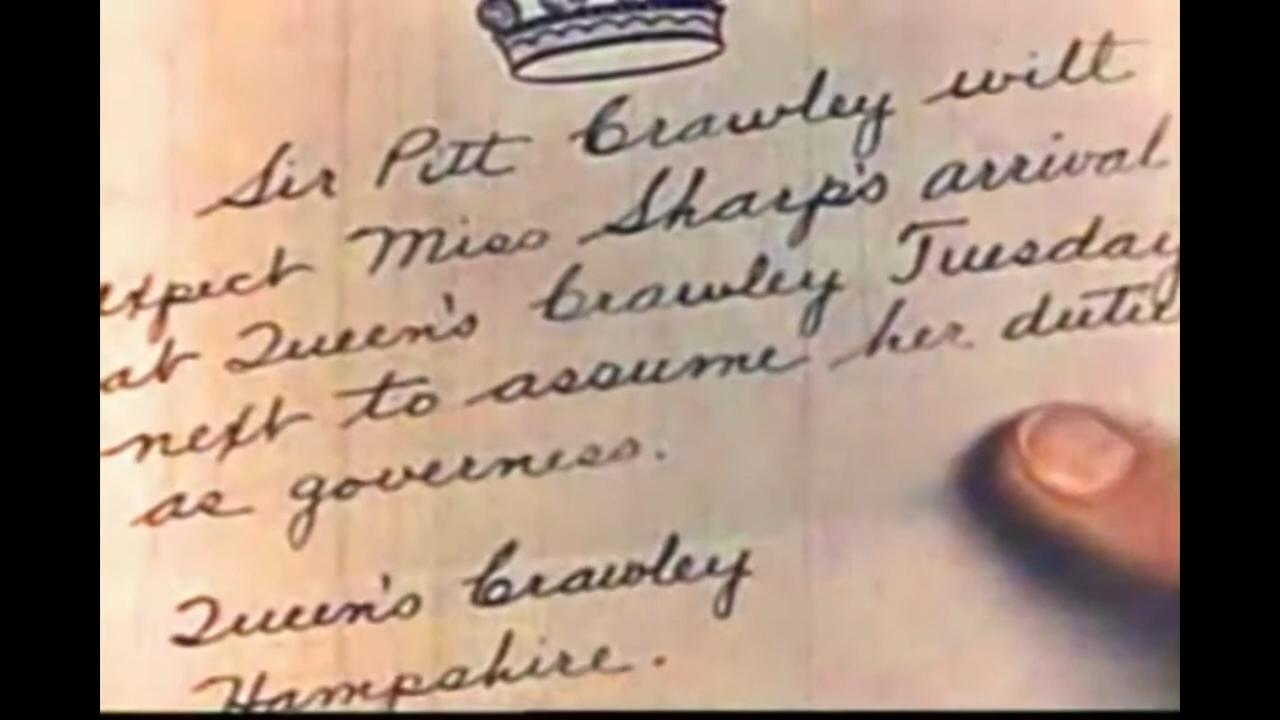 Sir Pitt Crawley will
expect Miss Sharp's arrival
at Queen's Crawley Tuesday
next to assume her dutie
as governess.
Queen's Crawley
Hampshire.